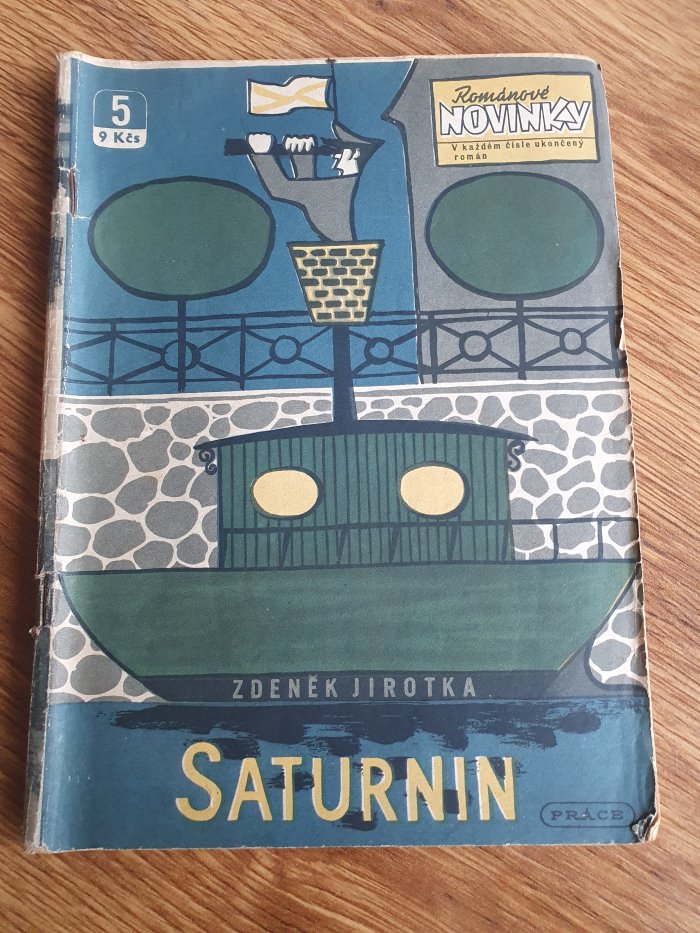 5
9 Kčs
Románové
NOVINKY
V každém čísle ukončený
román
ZDENĚK JIROTKA
SATURNIN
PRÁCE